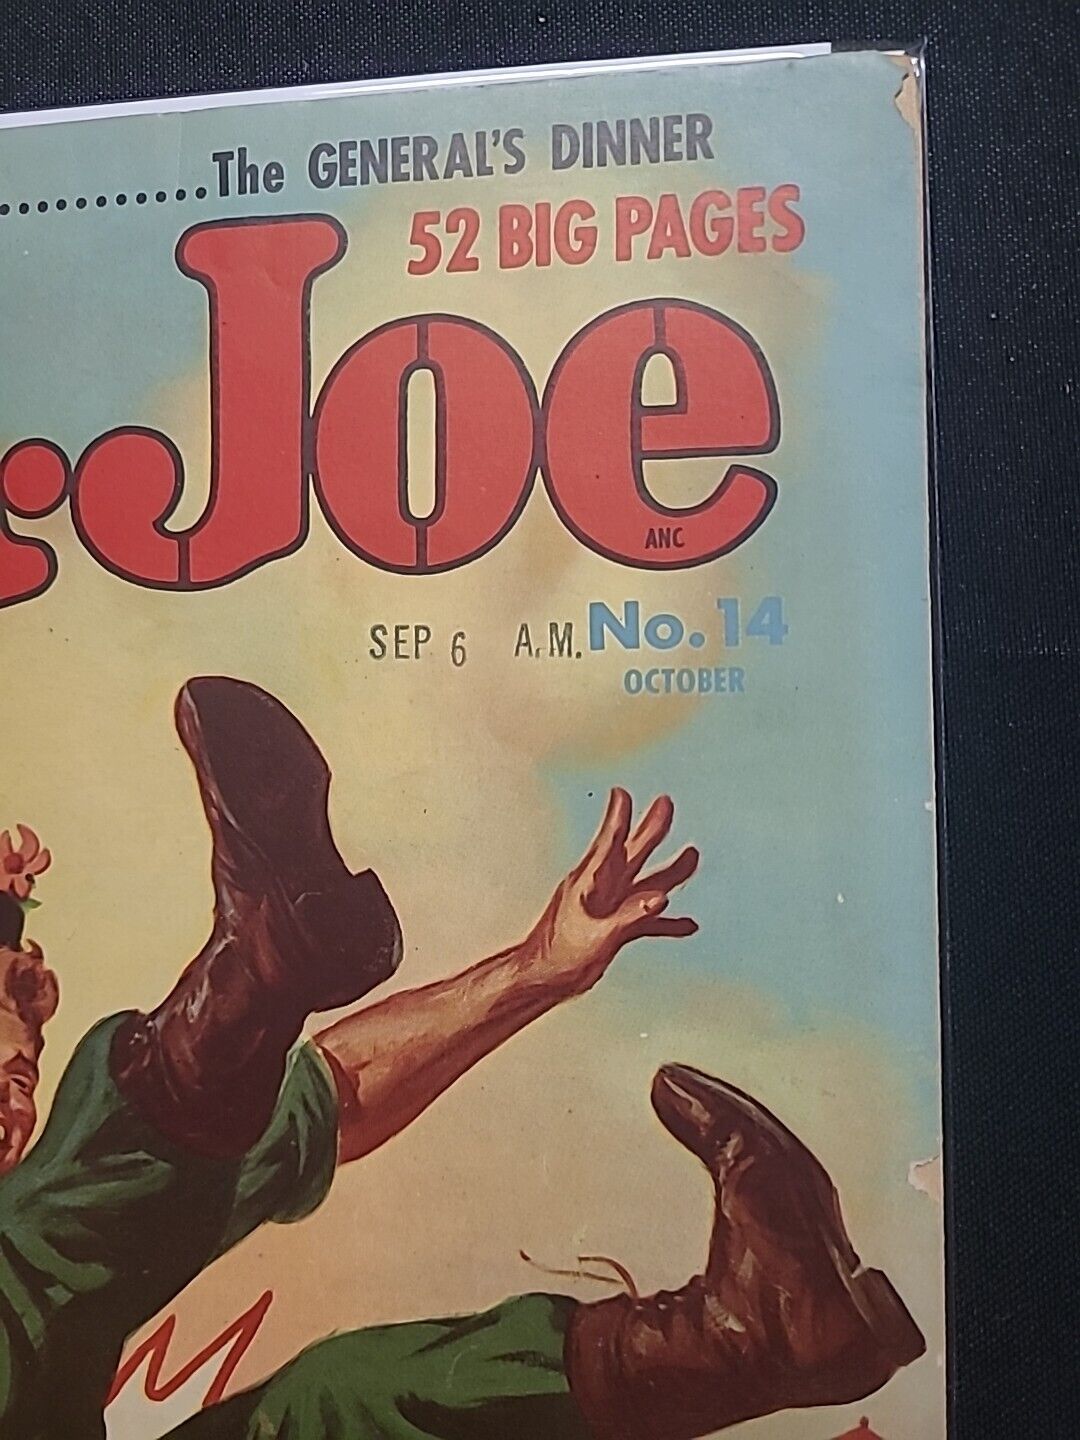 ............The GENERAL'S DINNER
52 BIG PAGES
Joe
ANC
SEP 6 A.M. No. 14
OCTOBER
M